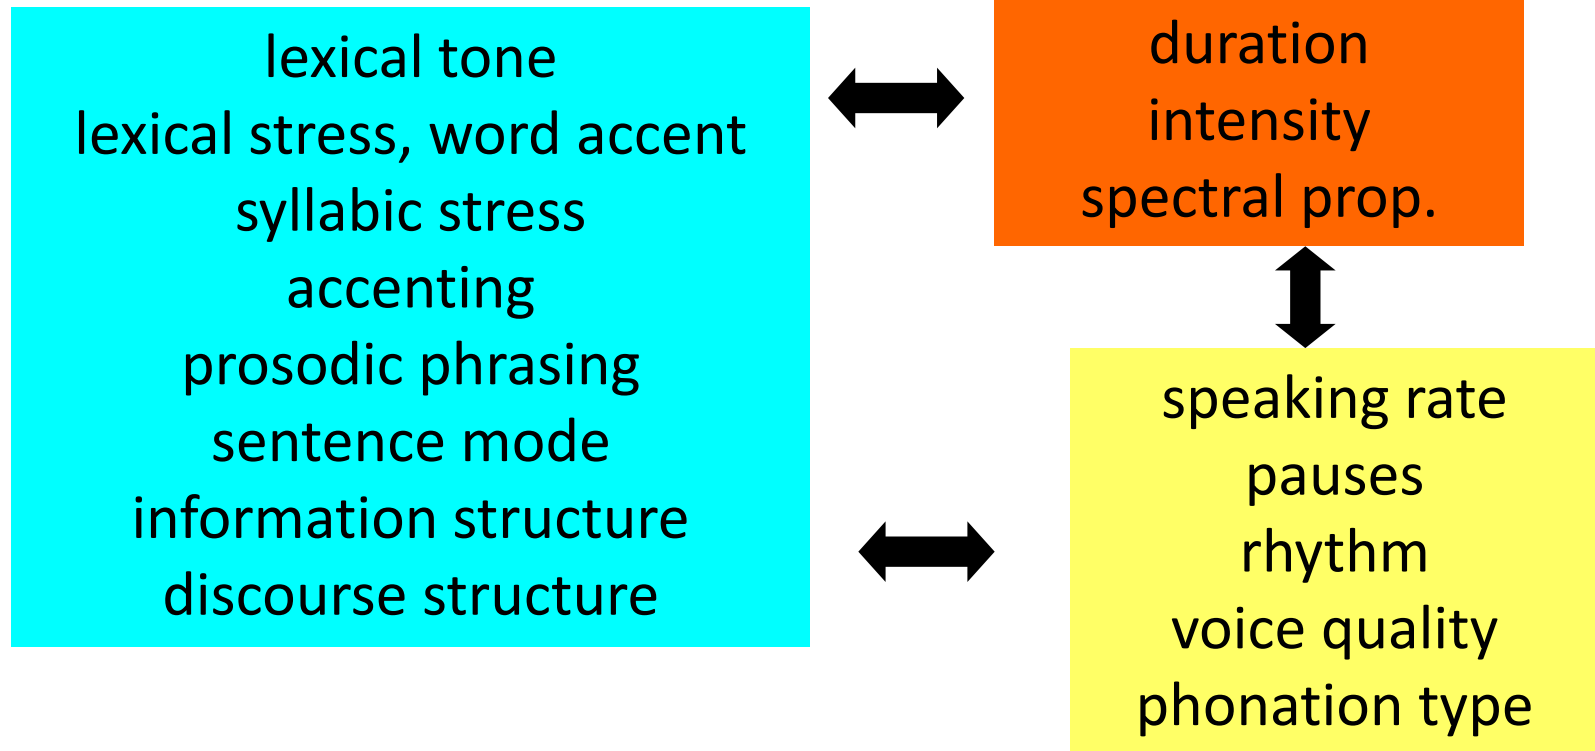 lexical tone
lexical stress, word accent
syllabic stress
accenting
prosodic phrasing
sentence mode
information structure
discourse structure
duration
intensity
spectral prop.
speaking rate
pauses
rhythm
voice quality
phonation type